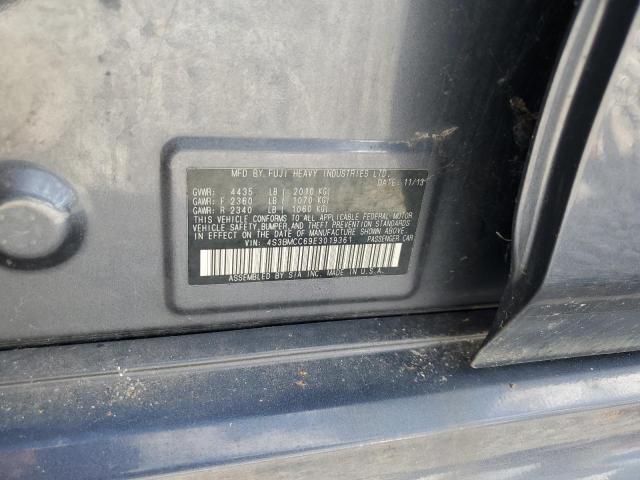 MFD BY FUJI HEAVY INDUSTRIES LTD.
DATE: 11/13
GVWR: 4435 LB( 2010 KG)
GAWR: F 2360 LB( 1070 KG)
GAWR: R 2340 LB( 1060 KG)
THIS VEHICLE CONFORMS TO ALL APPLICABLE FEDERAL MOTOR
VEHICLE SAFETY,BUMPER,AND THEFT PREVENTION STANDARDS
IN EFFECT ON THE DATE OF MANUFACTURE SHOWN ABOVE.
VIN: 4S3BMCC69E3019361 PASSENGER CAR
ASSEMBLED BY SIA INC. MADE IN U.S.A.